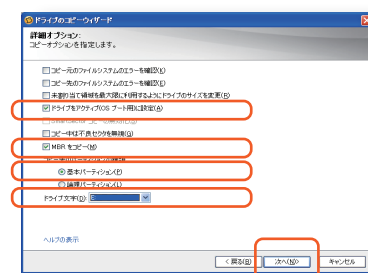 ドライブのコピーウィザード
詳細オプション:
コピーオプションを指定します。
コピー元のファイルシステムのエラーを確認(K)
コピー先のファイルシステムのエラーを確認(C)
未割り当て領域を最大限に利用するようにドライブのサイズを変更(R)
ドライブをアクティブ(OS ブート用)に設定(A)
コピー中は不良セクタを無視(G)
MBR をコピー(M)
基本パーティション(P)
論理パーティション(L)
ドライブ文字(D):
ヘルプの表示
< 戻る(B)
次へ(N)>
キャンセル